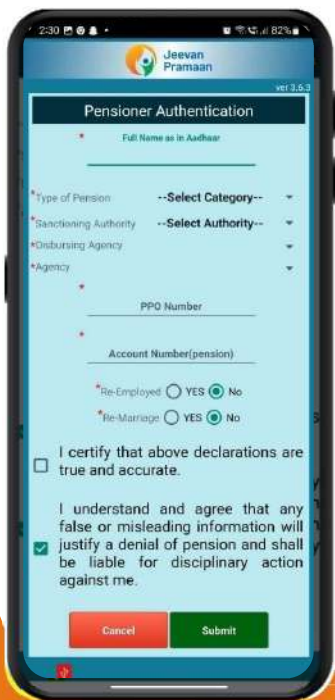 2:30
82%
Jeevan
Pramaan
ver 3.6.3
Pensioner Authentication
* Full Name as in Aadhaar
*Type of Pension --Select Category--
*Sanctioning Authority --Select Authority--
*Disbursing Agency
*Agency
*
PPO Number
*
Account Number(pension)
*Re-Employed YES No
*Re-Marriage YES No
I certify that above declarations are
true and accurate.
I understand and agree that any
false or misleading information will
justify a denial of pension and shall
be liable for disciplinary action
against me.
Cancel Submit